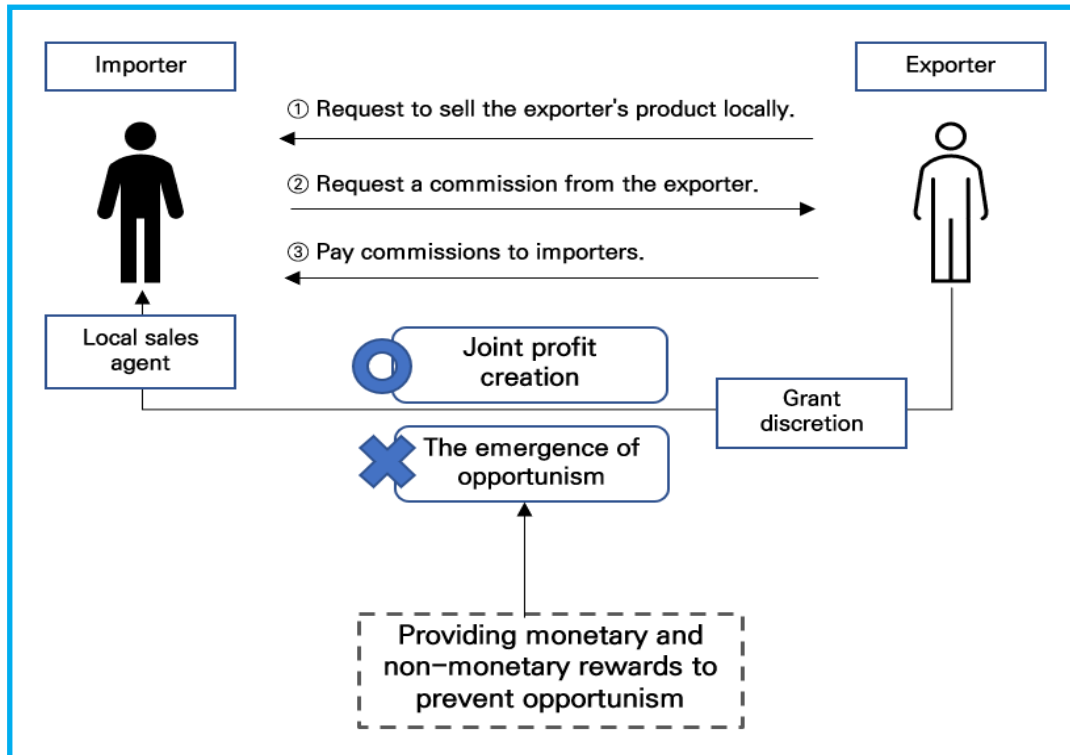 Importer
Exporter
① Request to sell the exporter's product locally.
② Request a commission from the exporter.
③ Pay commissions to importers.
Local sales
agent
Joint profit
creation
Grant
discretion
The emergence of
opportunism
Providing monetary and
non-monetary rewards to
prevent opportunism